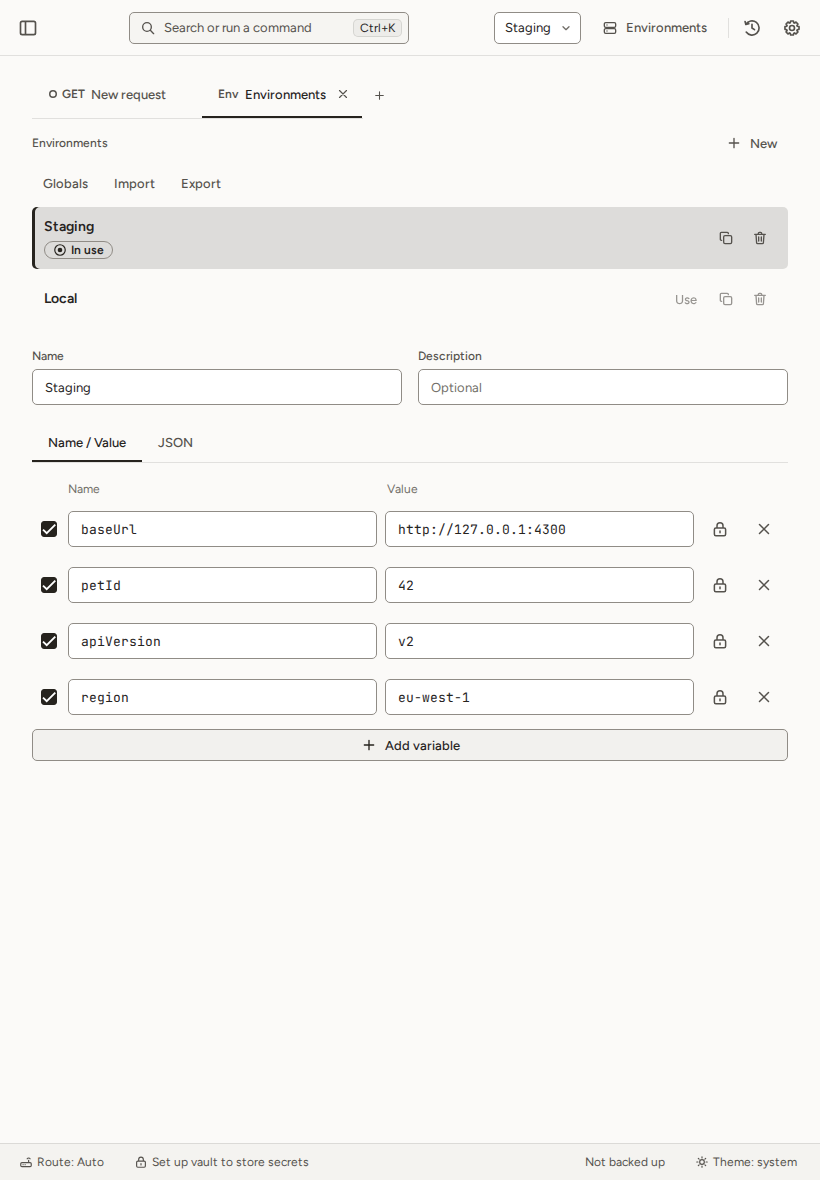 Search or run a command Ctrl+K Staging Environments
GET New request Env Environments
Environments New
Globals Import Export
Staging
In use
Local Use
Name Description
Staging Optional
Name / Value JSON
Name Value
baseUrl http://127.0.0.1:4300
petId 42
apiVersion v2
region eu-west-1
Add variable
Route: Auto Set up vault to store secrets Not backed up Theme: system